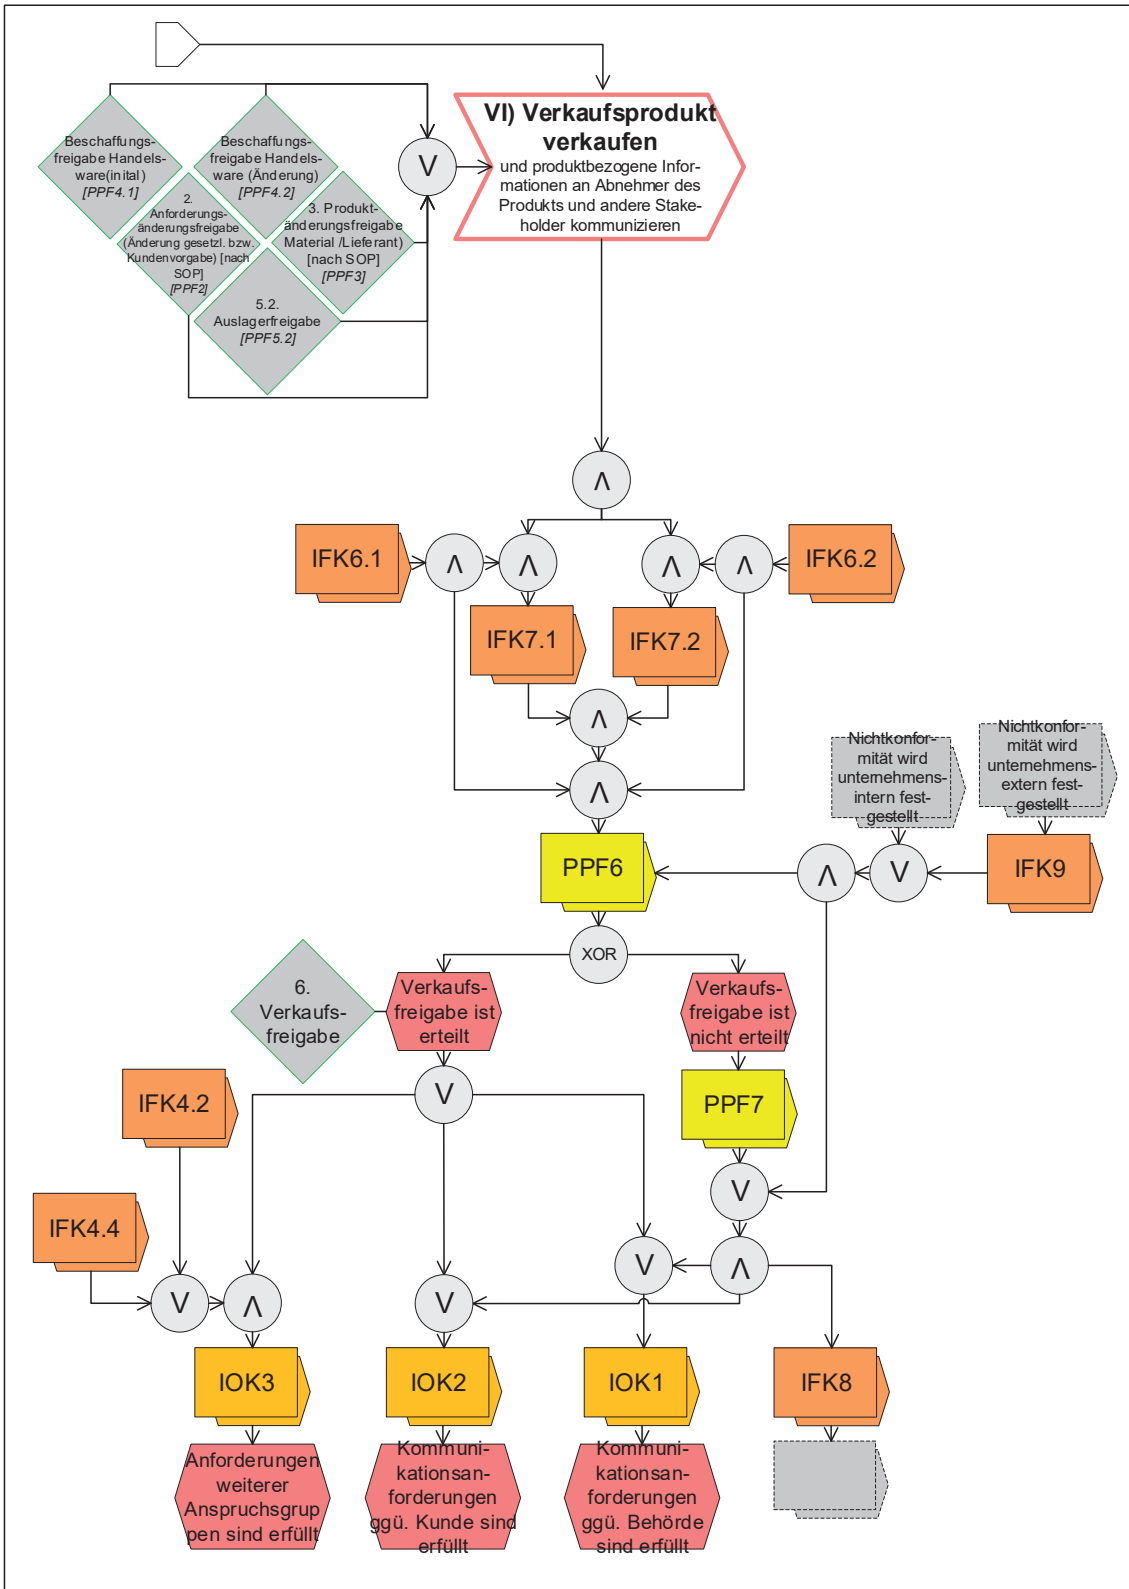 VI) Verkaufsprodukt
verkaufen
und produktbezogene Infor-
mationen an Abnehmer des
Produkts und andere Stake-
holder kommunizieren
Beschaffungs-
freigabe Handels-
ware(inital)
[PPF4.1]
Beschaffungs-
freigabe Handels-
ware (Änderung)
[PPF4.2]
V
2.
Anforderungs-
änderungsfreigabe
(Änderung gesetzl. bzw.
Kundenvorgabe) [nach
SOP]
[PPF2]
3. Produkt-
änderungsfreigabe
Material /Lieferant)
[nach SOP]
[PPF3]
5.2.
Auslagerfreigabe
[PPF5.2]
Λ
IFK6.1
Λ
Λ
Λ
Λ
IFK6.2
IFK7.1
IFK7.2
Λ
Λ
Nichtkonfor-
mität wird
unternehmens-
intern fest-
gestellt
Nichtkonfor-
mität wird
unternehmens-
extern fest-
gestellt
PPF6
Λ
V
IFK9
XOR
6.
Verkaufs-
freigabe
Verkaufs-
freigabe ist
erteilt
Verkaufs-
freigabe ist
nicht erteilt
V
PPF7
IFK4.2
V
IFK4.4
V
Λ
V
Λ
V
V
IOK3
IOK2
IOK1
IFK8
Anforderungen
weiterer
Anspruchsgrup
pen sind erfüllt
Kommuni-
kationsan-
forderungen
ggü. Kunde sind
erfüllt
Kommuni-
kationsan-
forderungen
ggü. Behörde
sind erfüllt